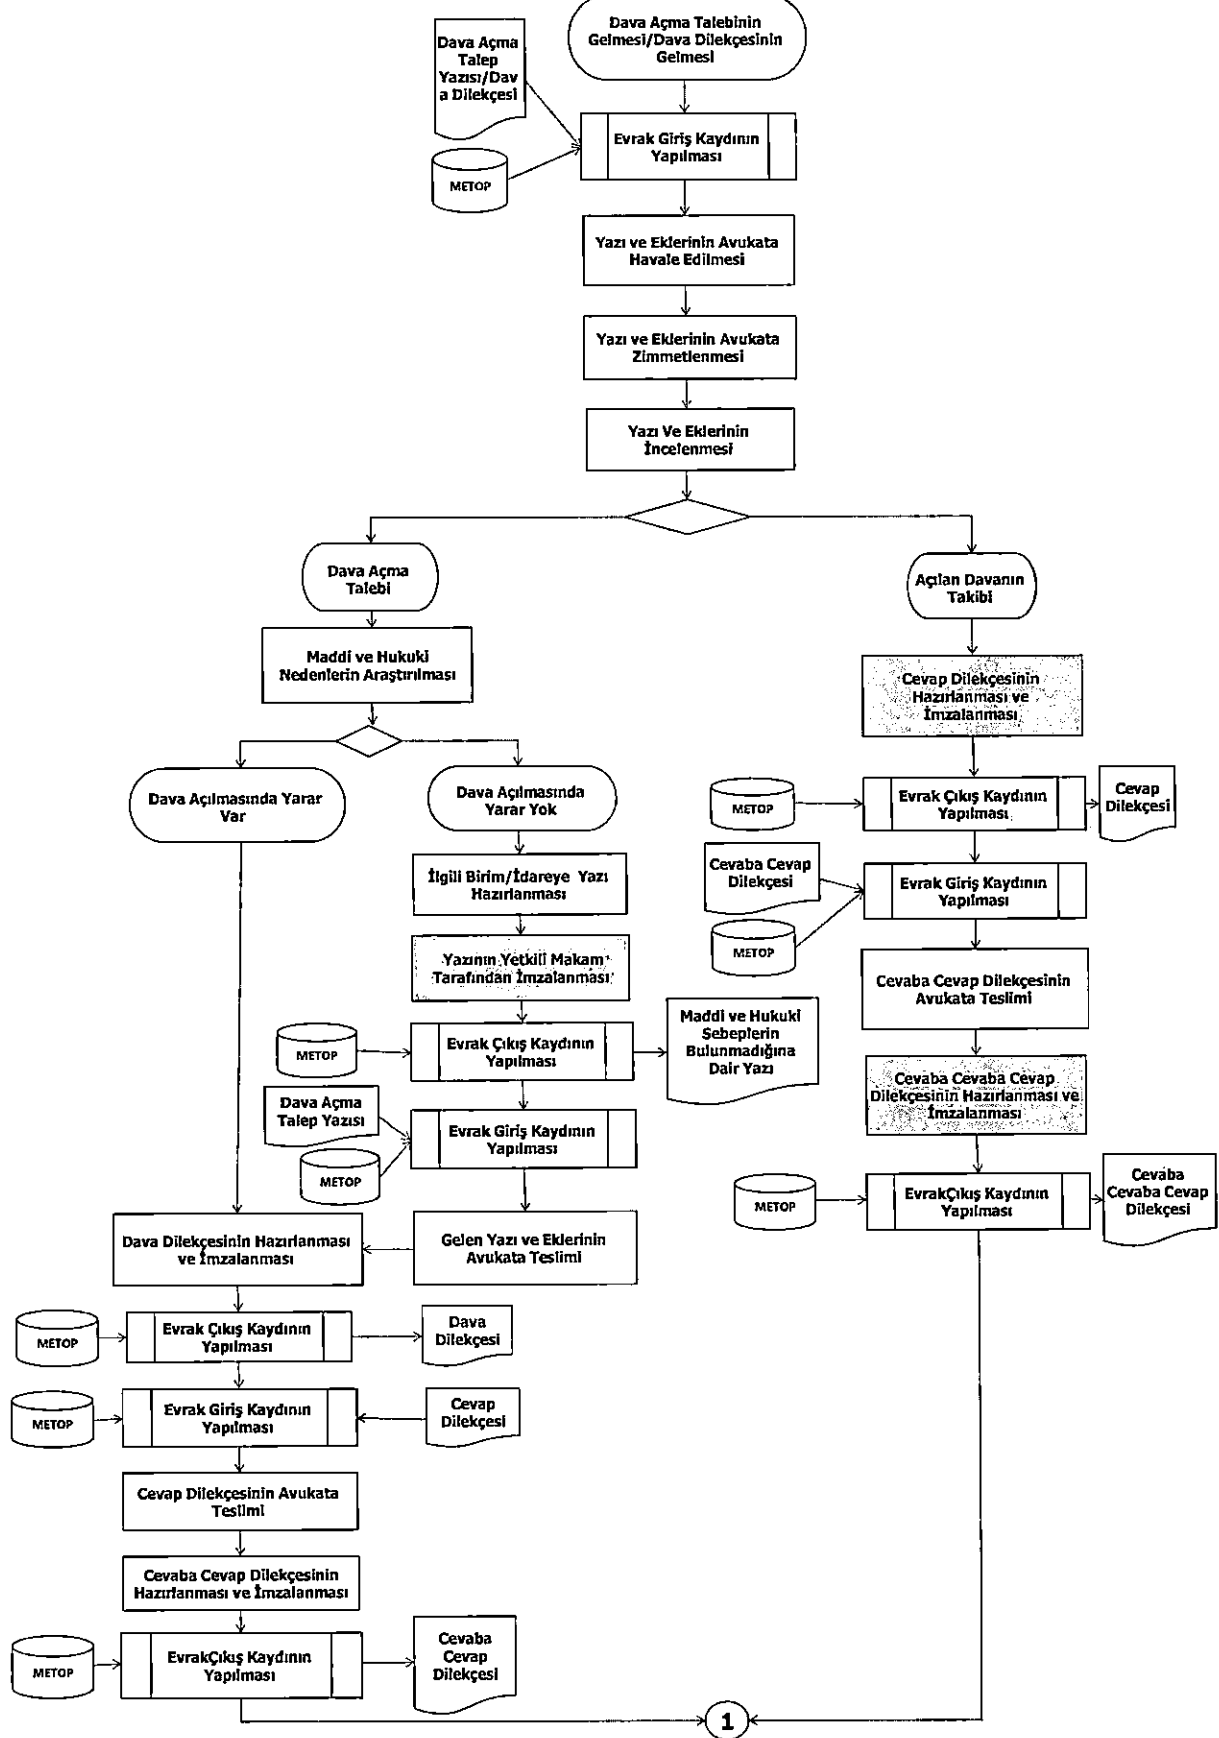 Dava Açma Talebinin
Gelmesi/Dava Dilekçesinin
Gelmesi
Dava Açma
Talep
Yazısı/Dav
a Dilekçesi
Evrak Giriş Kaydının
Yapılması
METOP
Yazı ve Eklerinin Avukata
Havale Edilmesi
Yazı ve Eklerinin Avukata
Zimmetlenmesi
Yazı Ve Eklerinin
İncelenmesi
Dava Açma
Talebi
Açılan Davanın
Takibi
Maddi ve Hukuki
Nedenlerin Araştırılması
Cevap Dilekçesinin
Hazırlanması ve
İmzalanması
Dava Açılmasında Yarar
Var
Dava Açılmasında
Yarar Yok
METOP
Evrak Çıkış Kaydının
Yapılması
Cevap
Dilekçesi
İlgili Birim/İdareye Yazı
Hazırlanması
Cevaba Cevap
Dilekçesi
Evrak Giriş Kaydının
Yapılması
METOP
Yazının Yetkili Makam
Tarafından İmzalanması
Cevaba Cevap Dilekçesinin
Avukata Teslimi
METOP
Evrak Çıkış Kaydının
Yapılması
Maddi ve Hukuki
Sebeplerin
Bulunmadığına
Dair Yazı
Cevaba Cevaba Cevap
Dilekçesinin Hazırlanması ve
İmzalanması
Dava Açma
Talep Yazısı
Evrak Giriş Kaydının
Yapılması
METOP
METOP
EvrakÇıkış Kaydının
Yapılması
Cevaba
Cevaba Cevap
Dilekçesi
Dava Dilekçesinin Hazırlanması
ve İmzalanması
Gelen Yazı ve Eklerinin
Avukata Teslimi
METOP
Evrak Çıkış Kaydının
Yapılması
Dava
Dilekçesi
METOP
Evrak Giriş Kaydının
Yapılması
Cevap
Dilekçesi
Cevap Dilekçesinin Avukata
Teslimi
Cevaba Cevap Dilekçesinin
Hazırlanması ve İmzalanması
METOP
EvrakÇıkış Kaydının
Yapılması
Cevaba
Cevap
Dilekçesi
1